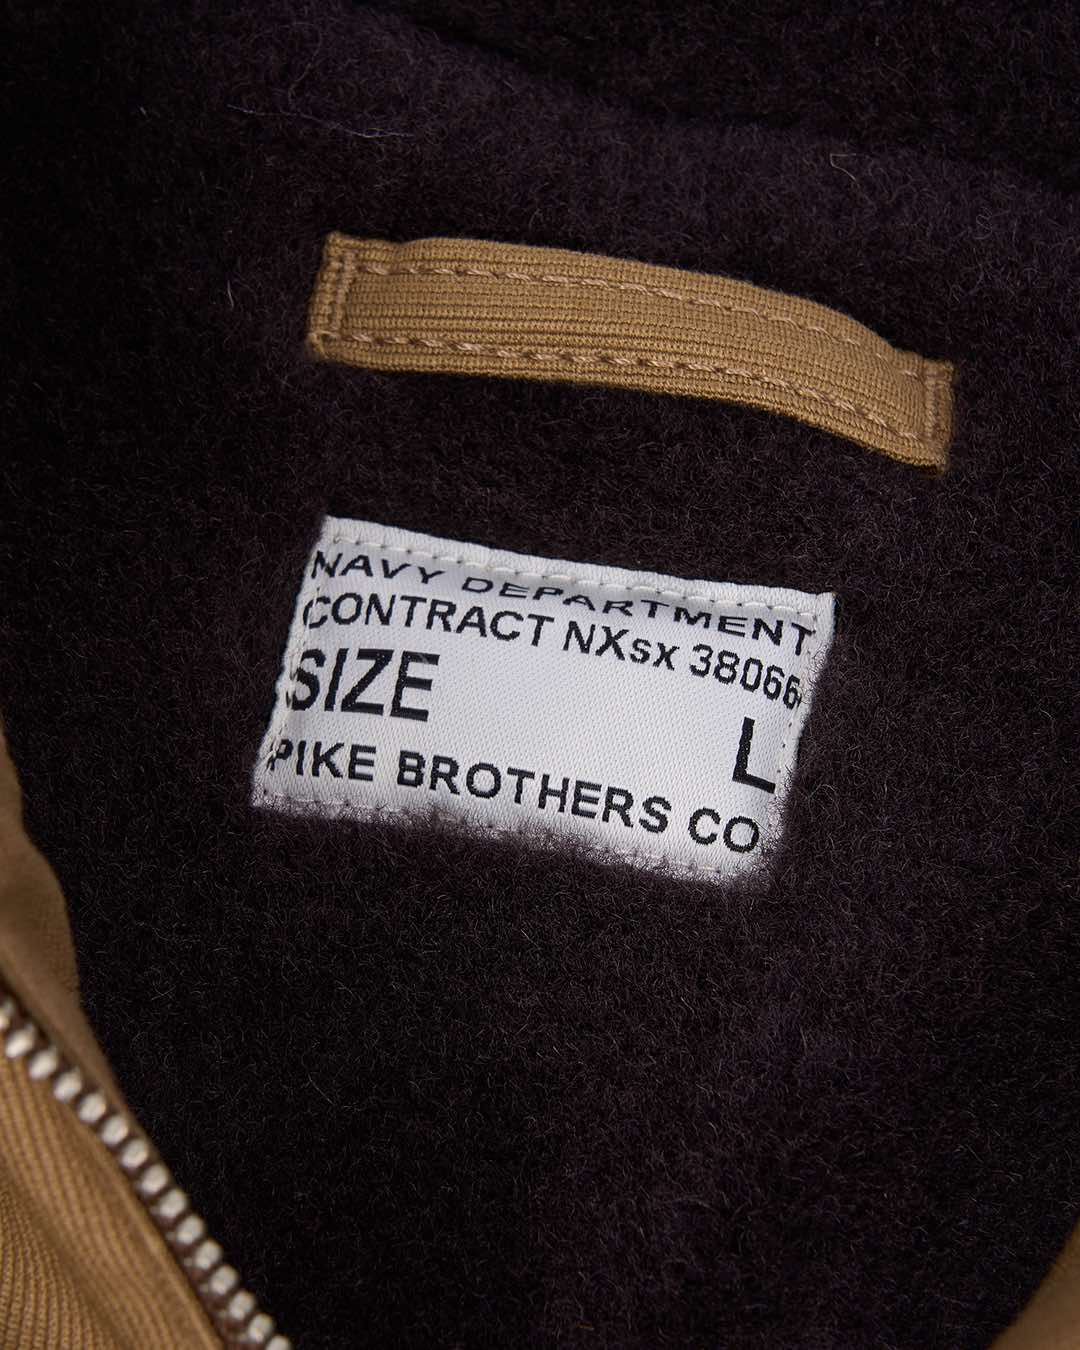 NAVY DEPARTMENT
CONTRACT NXsx 38066
SIZE L
PIKE BROTHERS CO